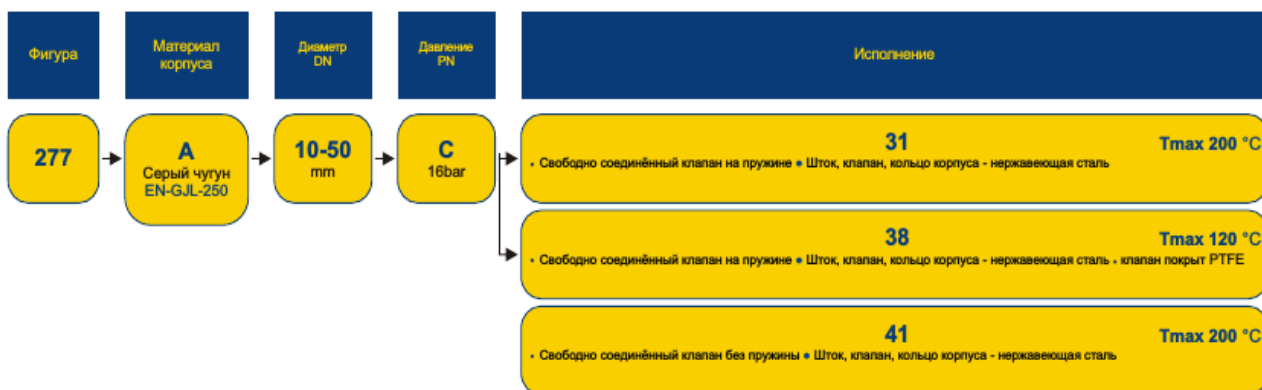 Фигура
Материал
корпуса
Диаметр
DN
Давление
PN
Исполнение
277
A
Серый чугун
EN-GJL-250
10-50
mm
C
16bar
31 Tmax 200 °C
• Свободно соединённый клапан на пружине • Шток, клапан, кольцо корпуса - нержавеющая сталь
38 Tmax 120 °C
• Свободно соединённый клапан на пружине • Шток, клапан, кольцо корпуса - нержавеющая сталь • клапан покрыт PTFE
41 Tmax 200 °C
• Свободно соединённый клапан без пружины • Шток, клапан, кольцо корпуса - нержавеющая сталь